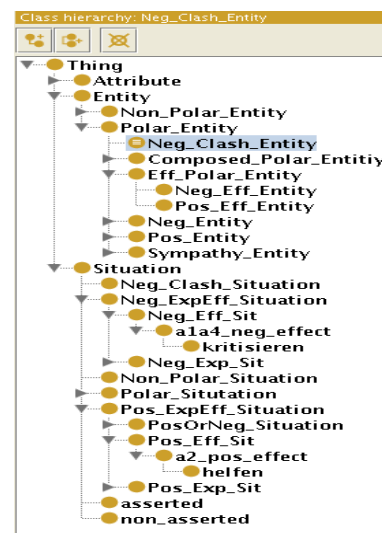 Class hierarchy: Neg_Clash_Entity
Thing
Attribute
Entity
Non_Polar_Entity
Polar_Entity
Neg_Clash_Entity
Composed_Polar_Entitiy
Eff_Polar_Entity
Neg_Eff_Entity
Pos_Eff_Entity
Neg_Entity
Pos_Entity
Sympathy_Entity
Situation
Neg_Clash_Situation
Neg_ExpEff_Situation
Neg_Eff_Sit
a1a4_neg_effect
kritisieren
Neg_Exp_Sit
Non_Polar_Situation
Polar_Situtation
Pos_ExpEff_Situation
PosOrNeg_Situation
Pos_Eff_Sit
a2_pos_effect
helfen
Pos_Exp_Sit
asserted
non_asserted